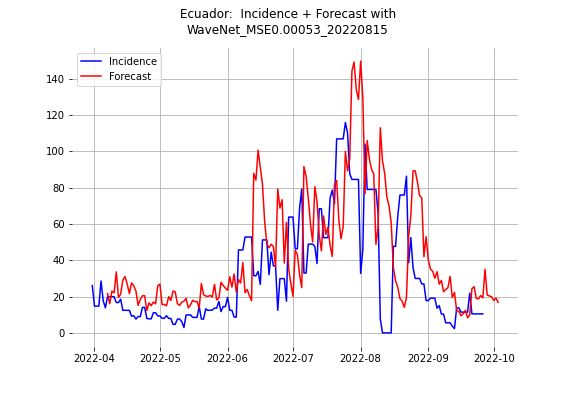 Ecuador:  Incidence + Forecast with
WaveNet_MSE0.00053_20220815
Incidence
Forecast
140
120
100
80
60
40
20
0
2022-04 2022-05 2022-06 2022-07 2022-08 2022-09 2022-10